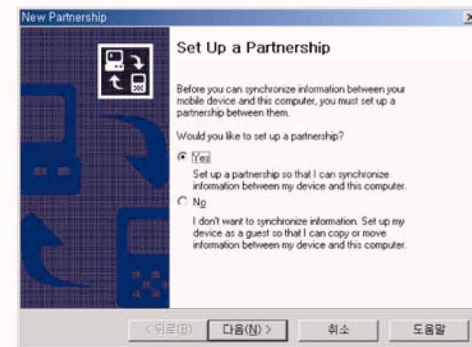 New Partnership
Set Up a Partnership
Before you can synchronize information between your
mobile device and this computer, you must set up a
partnership between them.
Would you like to set up a partnership?
Yes
Set up a partnership so that I can synchronize
information between my device and this computer.
No
I don't want to synchronize information. Set up my
device as a guest so that I can copy or move
information between my device and this computer.
< 뒤로(B)
다음(N) >
취소
도움말